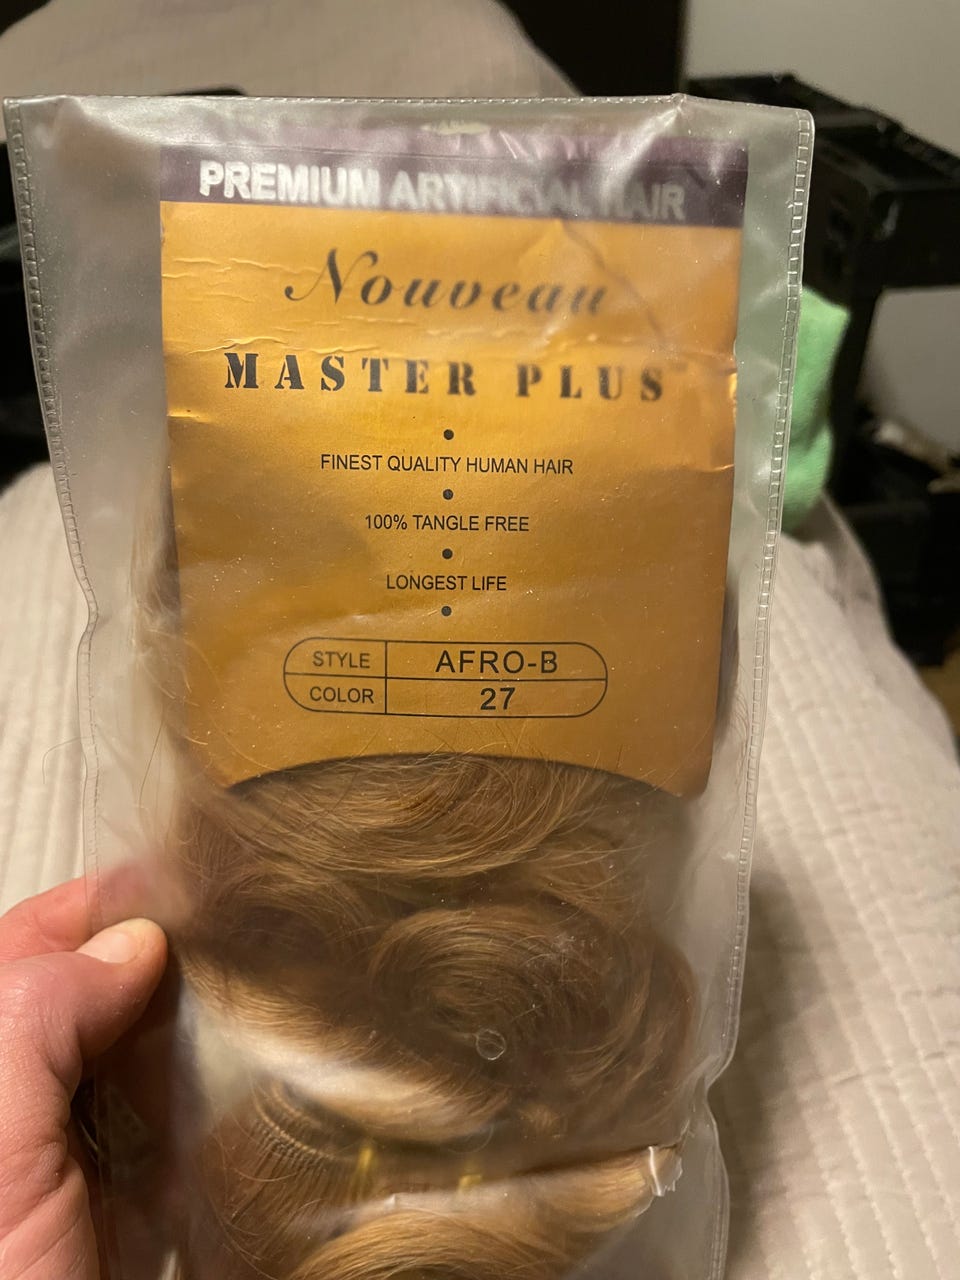 PREMIUM ARTIFICIAL HAIR
Nouveau
MASTER PLUS
FINEST QUALITY HUMAN HAIR
100% TANGLE FREE
LONGEST LIFE
STYLE AFRO-B
COLOR 27